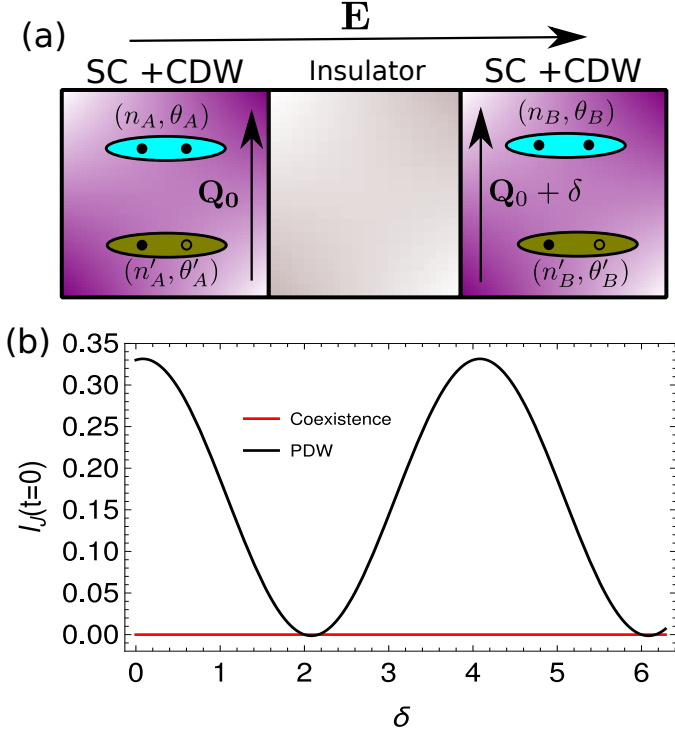 (a)
E
SC +CDW Insulator SC +CDW
(n_A, θ_A) (n_B, θ_B)
Q_0 Q_0 + δ
(n'_A, θ'_A) (n'_B, θ'_B)
(b)
I_J(t=0)
0.35
0.30
0.25
0.20
0.15
0.10
0.05
0.00
Coexistence
PDW
0 1 2 3 4 5 6
δ